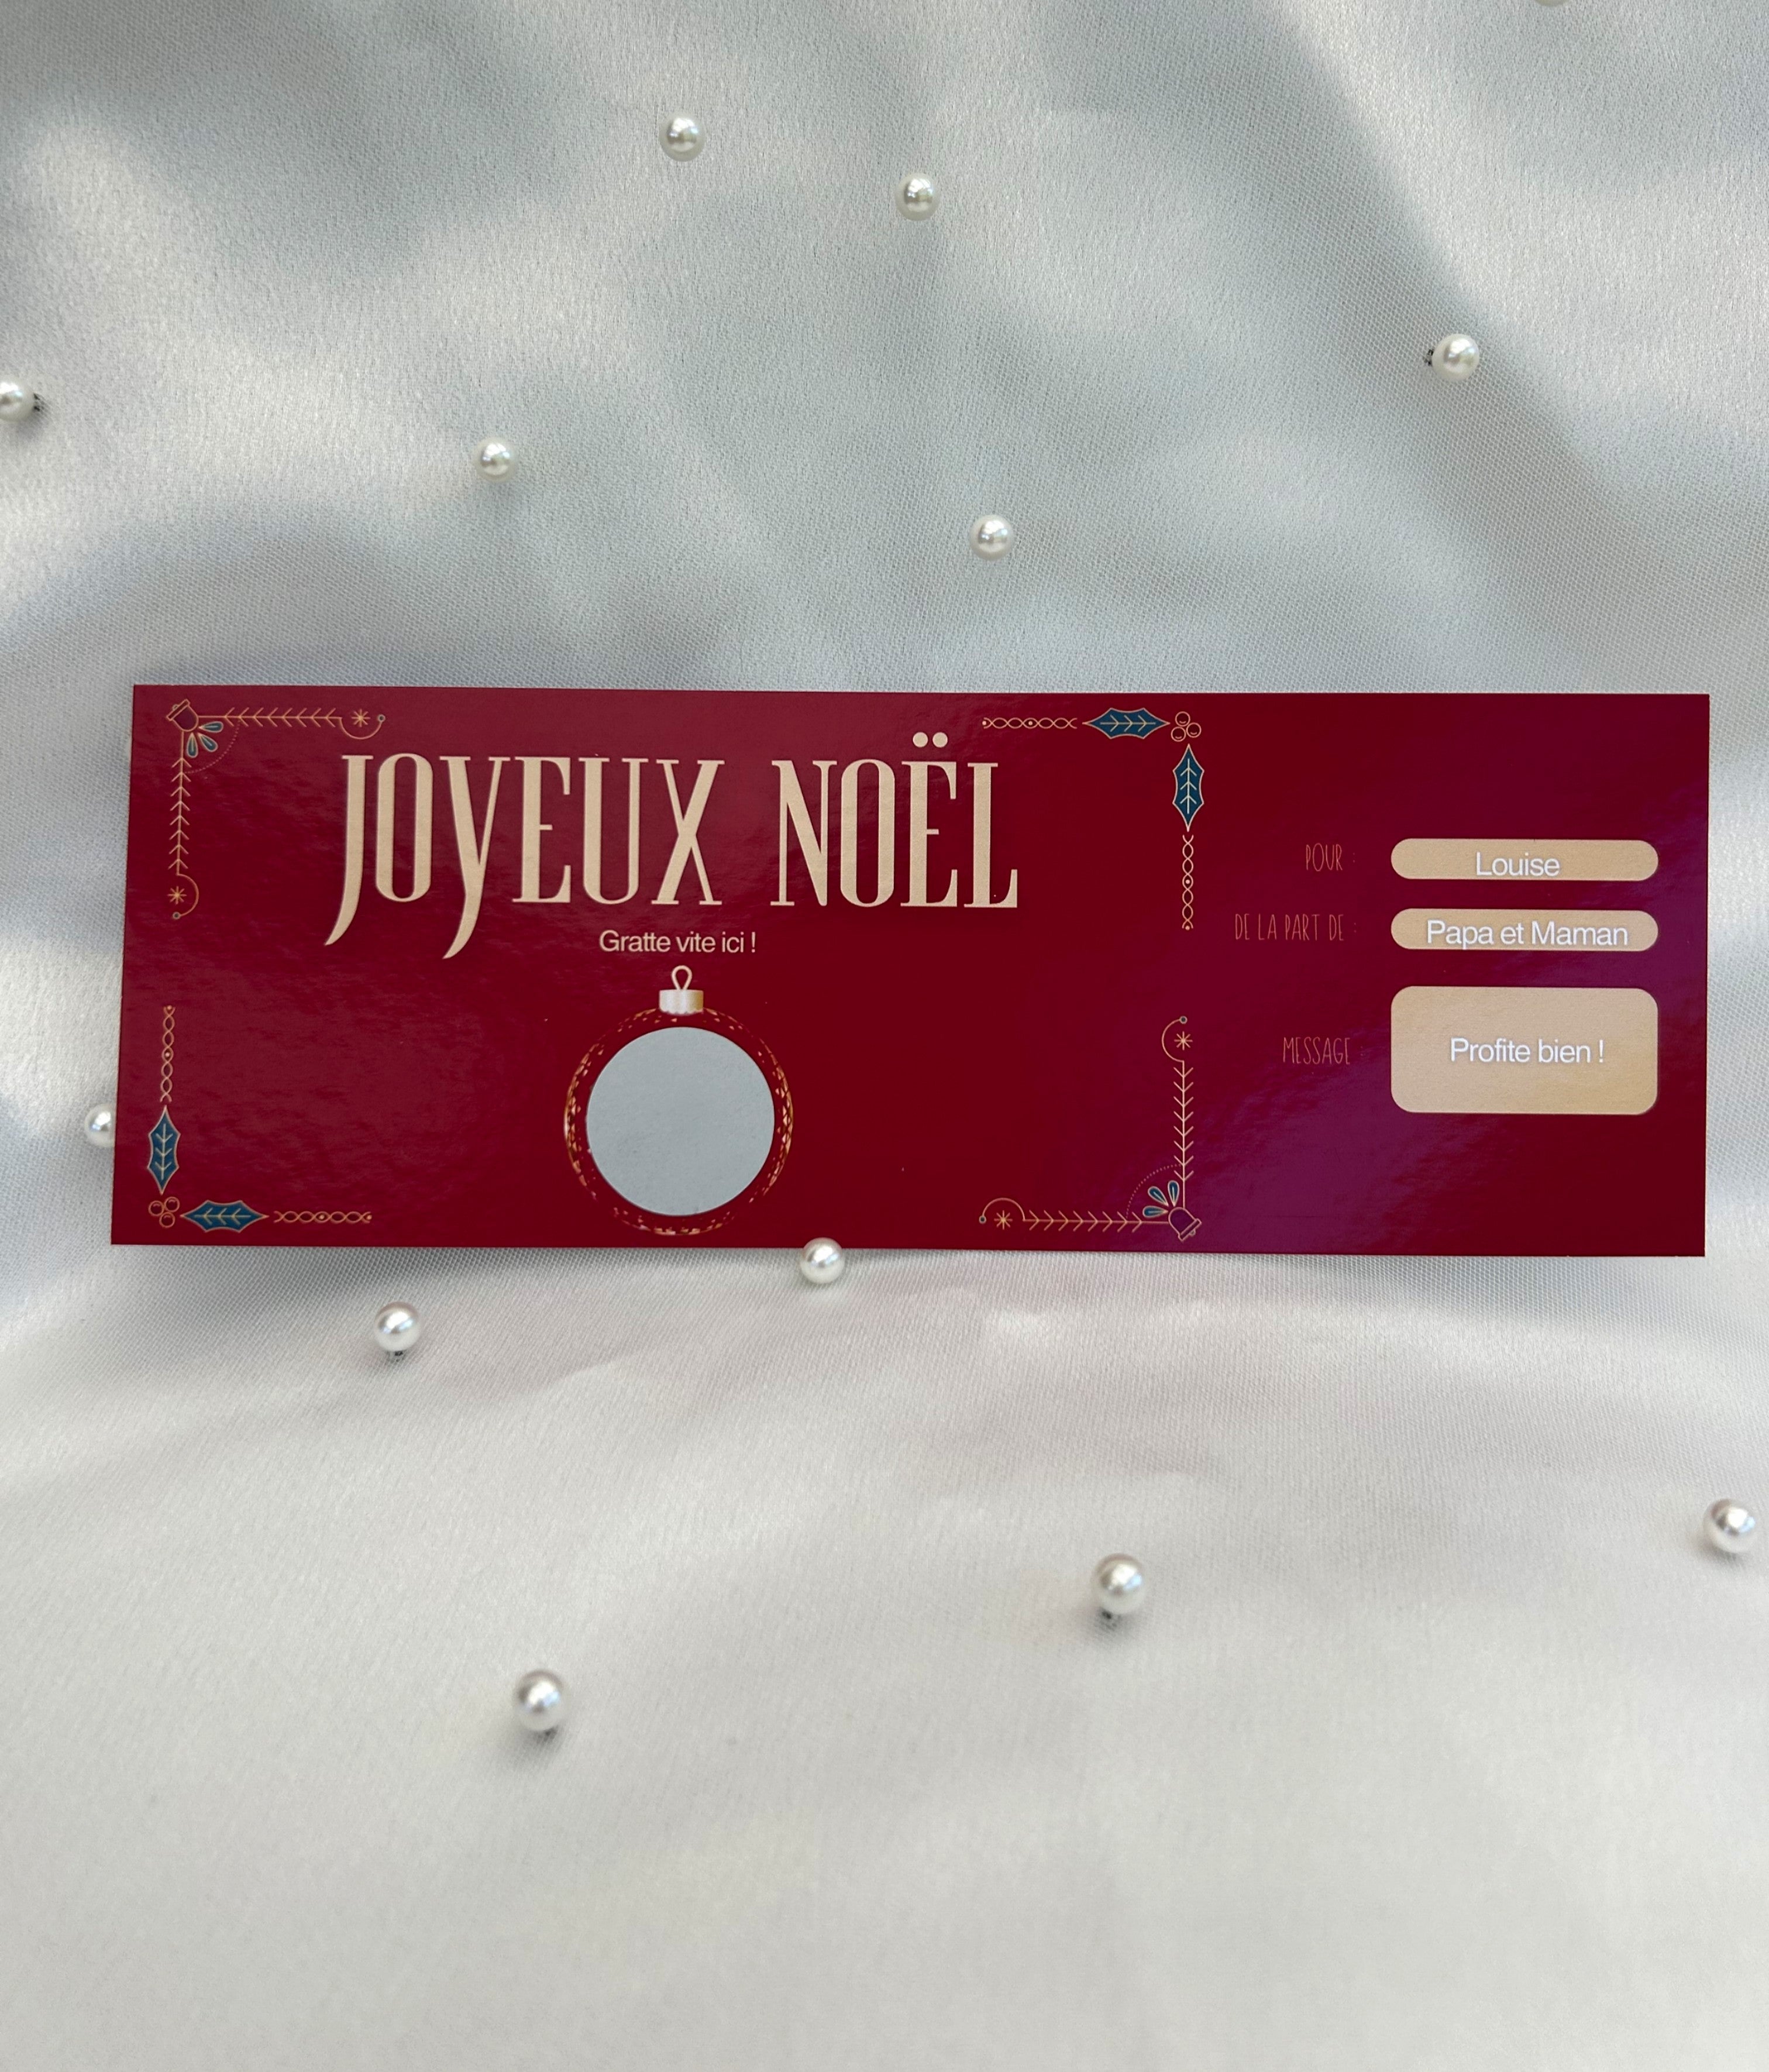 JOYEUX NOËL
Gratte vite ici !
POUR :
Louise
DE LA PART DE :
Papa et Maman
MESSAGE :
Profite bien !